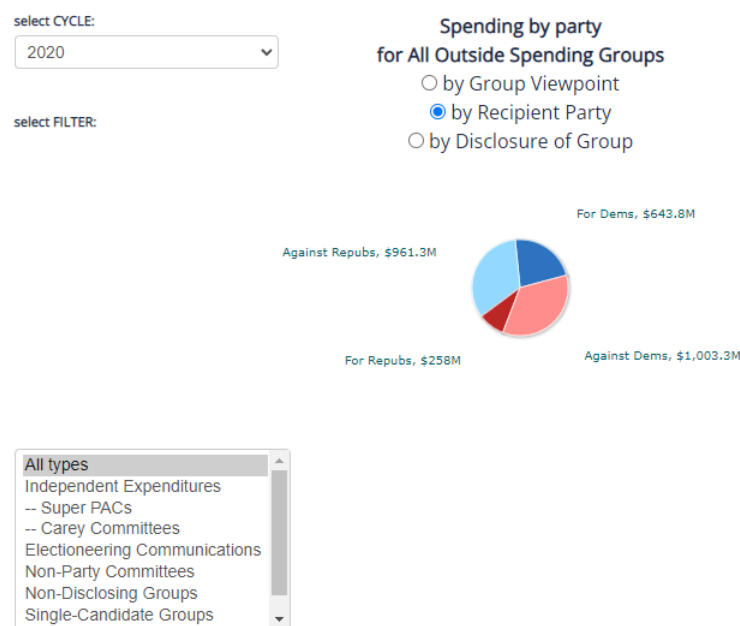 select CYCLE:
2020
select FILTER:
Spending by party
for All Outside Spending Groups
by Group Viewpoint
by Recipient Party
by Disclosure of Group
For Dems, $643.8M
Against Repubs, $961.3M
For Repubs, $258M
Against Dems, $1,003.3M
All types
Independent Expenditures
-- Super PACs
-- Carey Committees
Electioneering Communications
Non-Party Committees
Non-Disclosing Groups
Single-Candidate Groups